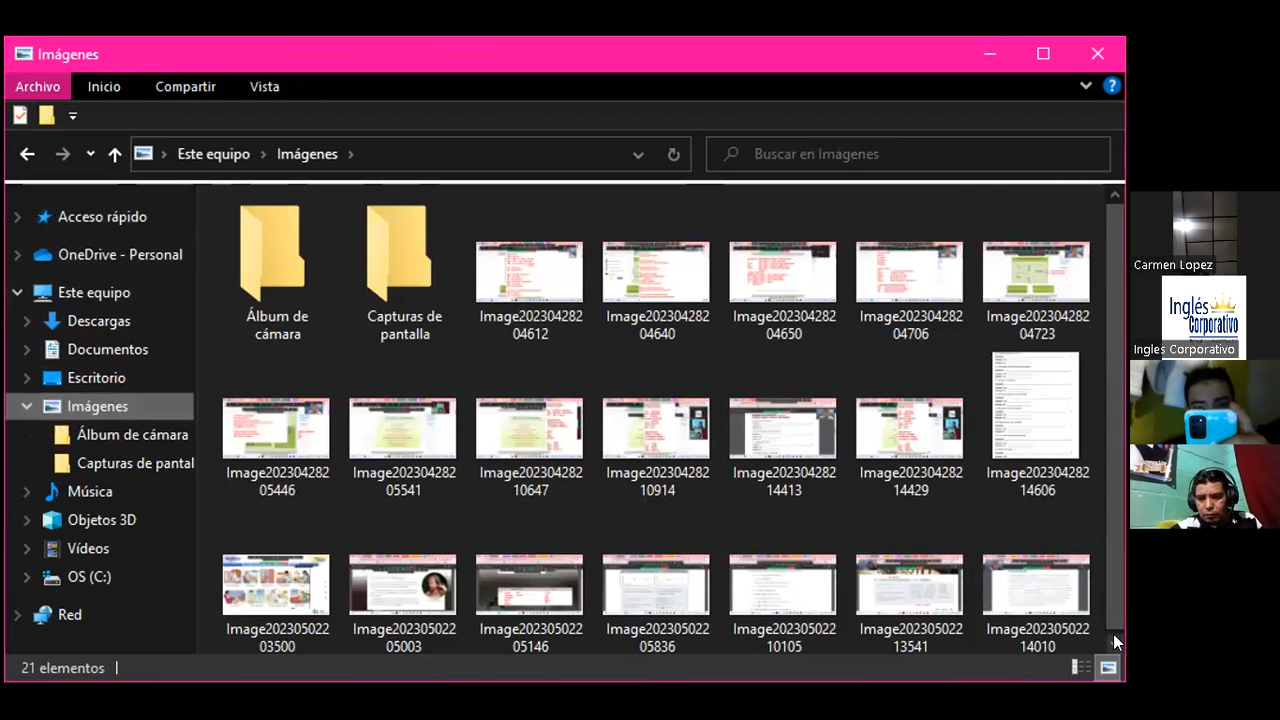 Imágenes
Archivo
Inicio
Compartir
Vista
Este equipo
Imágenes
Buscar en Imágenes
Acceso rápido
OneDrive - Personal
Este equipo
Descargas
Documentos
Escritorio
Imágenes
Álbum de cámara
Capturas de pantal
Música
Objetos 3D
Vídeos
OS (C:)
Red
Álbum de
cámara
Capturas de
pantalla
Image202304282
04612
Image202304282
04640
Image202304282
04650
Image202304282
04706
Image202304282
04723
Image202304282
05446
Image202304282
05541
Image202304282
10647
Image202304282
10914
Image202304282
14413
Image202304282
14429
Image202304282
14606
Image202305022
03500
Image202305022
05003
Image202305022
05146
Image202305022
05836
Image202305022
10105
Image202305022
13541
Image202305022
14010
21 elementos
Carmen Lopez
Inglés
Corporativo
Ingles Corporativo